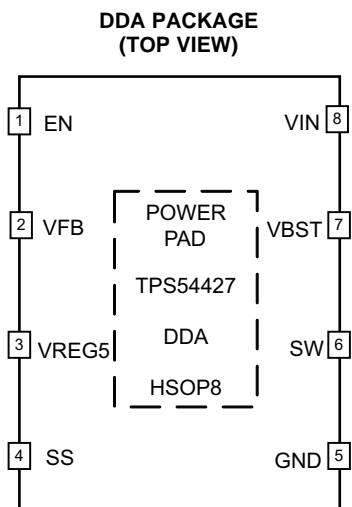 DDA PACKAGE
(TOP VIEW)
1 EN
VIN 8
2 VFB
POWER
PAD
VBST 7
TPS54427
3 VREG5
DDA
SW 6
HSOP8
4 SS
GND 5